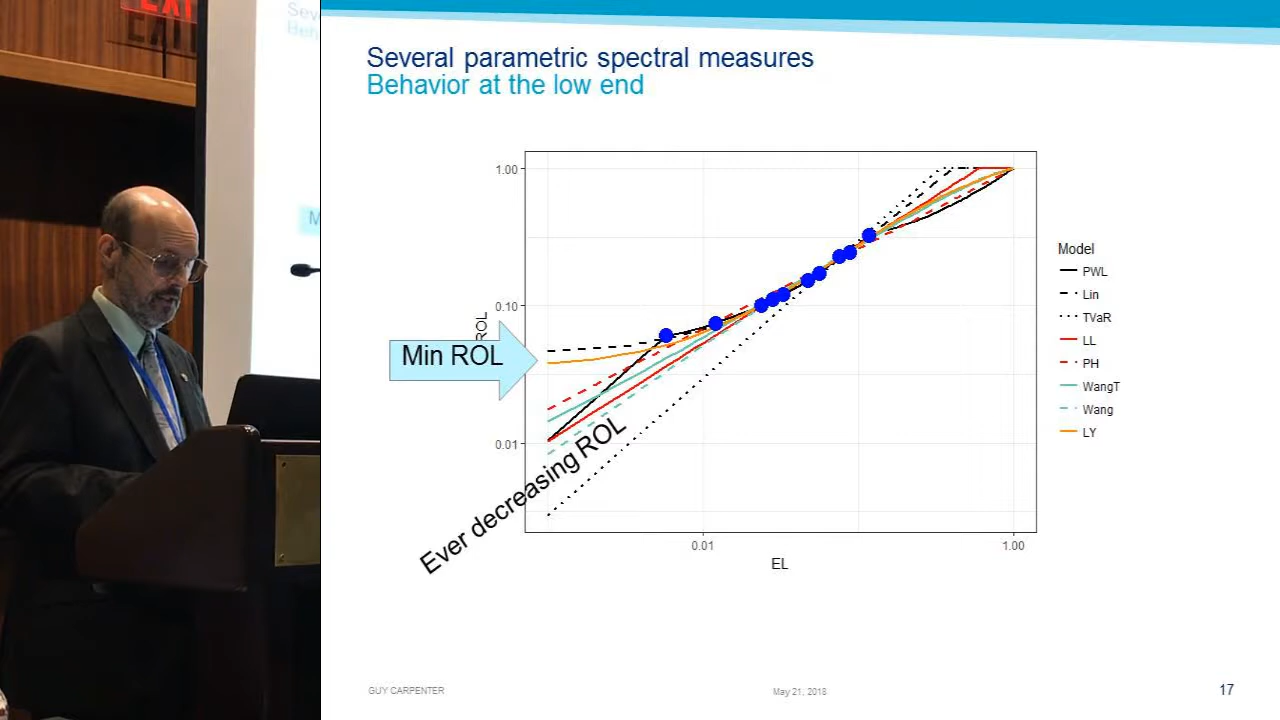 EXIT
Several parametric spectral measures
Behavior at the low end
1.00
0.10
0.01
ROL
Min ROL
Ever decreasing ROL
0.01
1.00
EL
Model
PWL
Lin
TVaR
LL
PH
WangT
Wang
LY
GUY CARPENTER
May 21, 2018
17